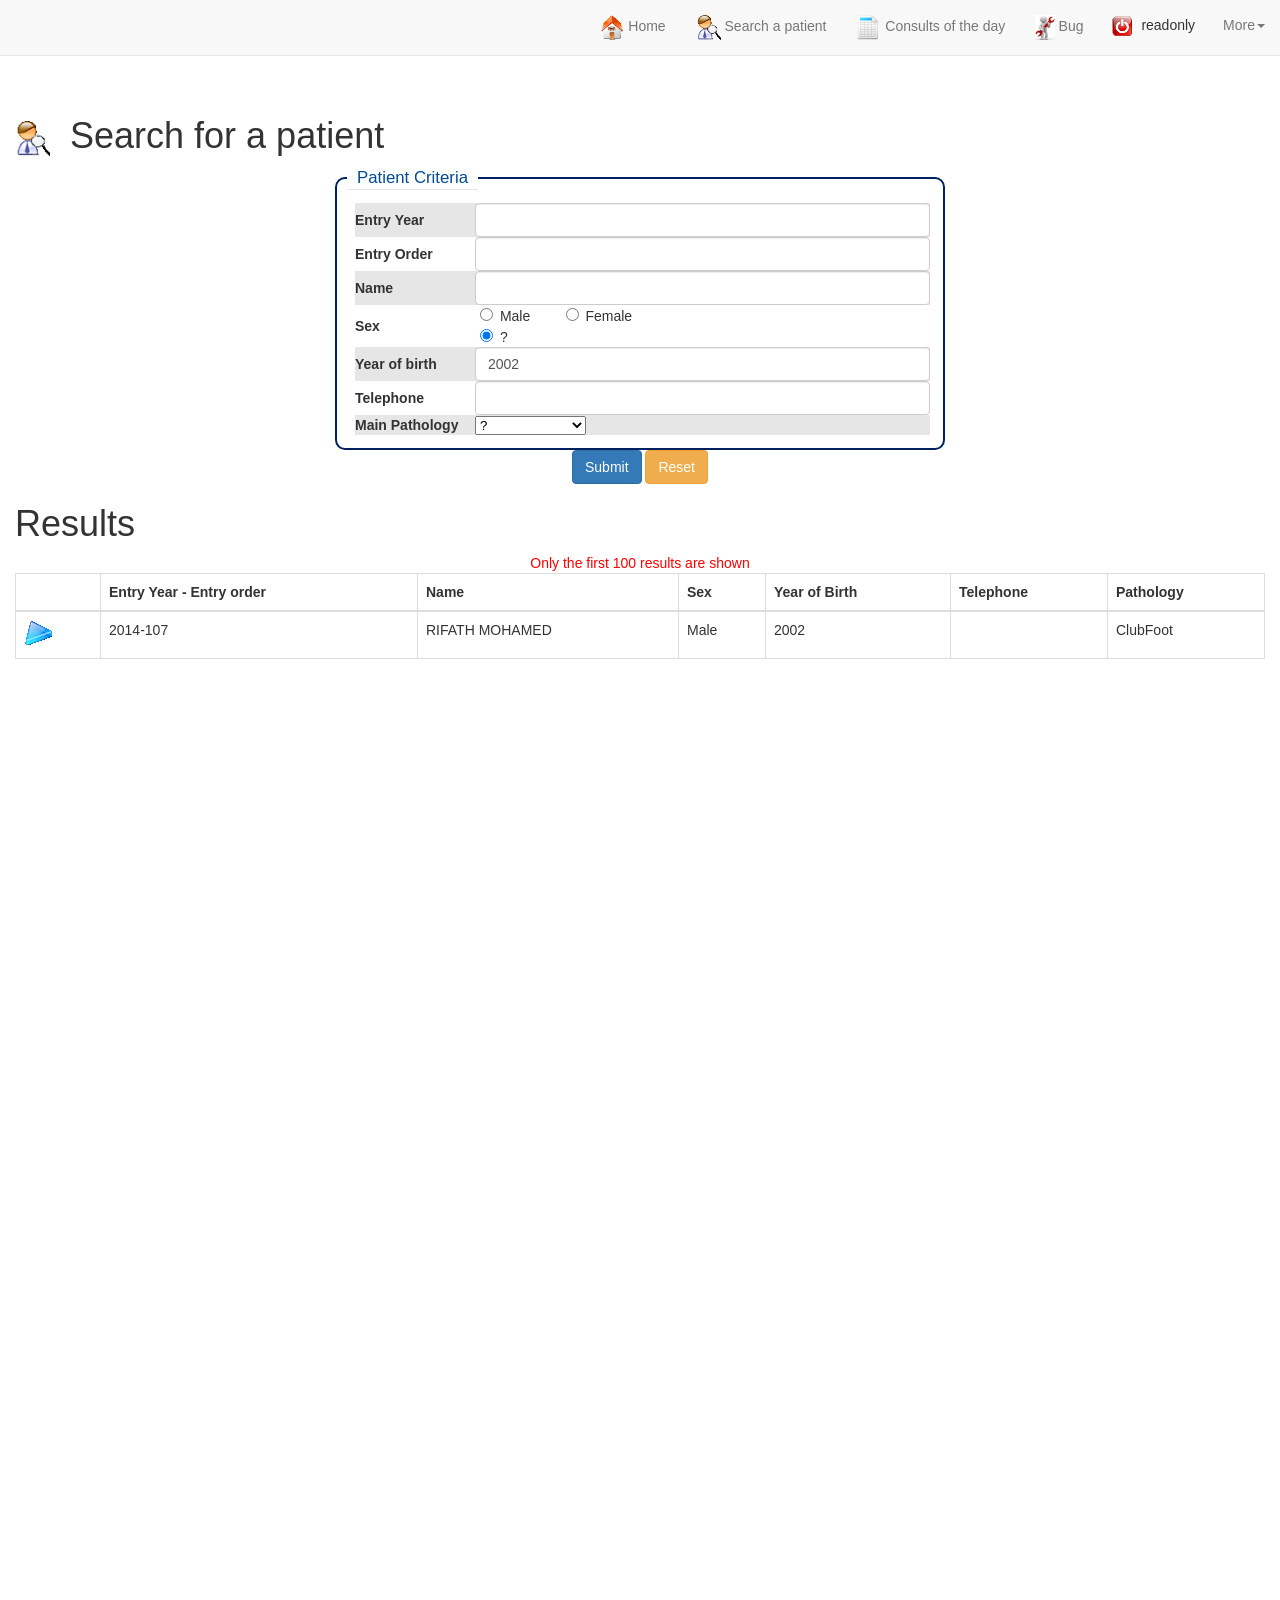 Home Search a patient Consults of the day Bug readonly More
Search for a patient
Patient Criteria
Entry Year
Entry Order
Name
Sex Male Female
?
Year of birth 2002
Telephone
Main Pathology ?
Submit Reset
Results
Only the first 100 results are shown
Entry Year - Entry order Name Sex Year of Birth Telephone Pathology
2014-107 RIFATH MOHAMED Male 2002 ClubFoot